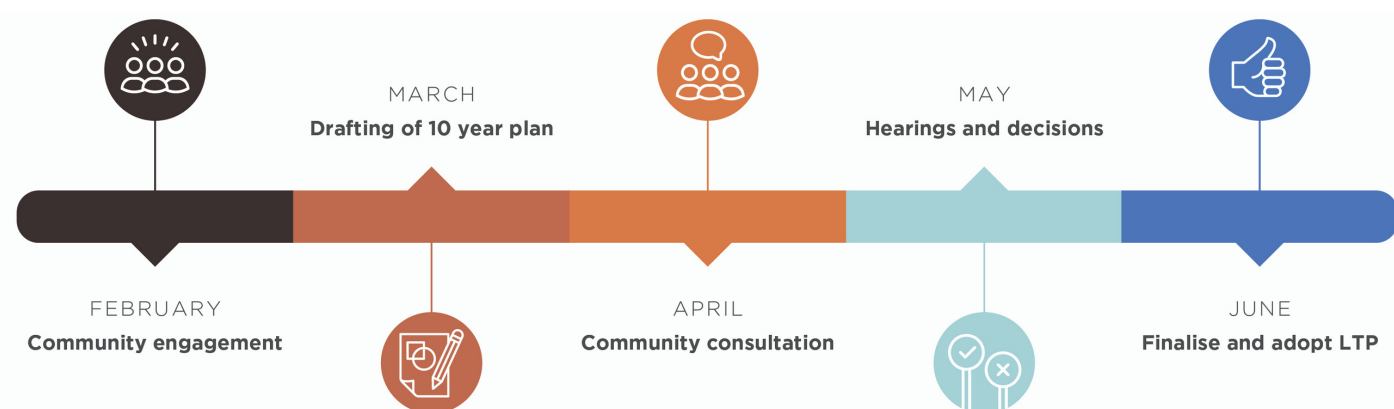 FEBRUARY
Community engagement
MARCH
Drafting of 10 year plan
APRIL
Community consultation
MAY
Hearings and decisions
JUNE
Finalise and adopt LTP